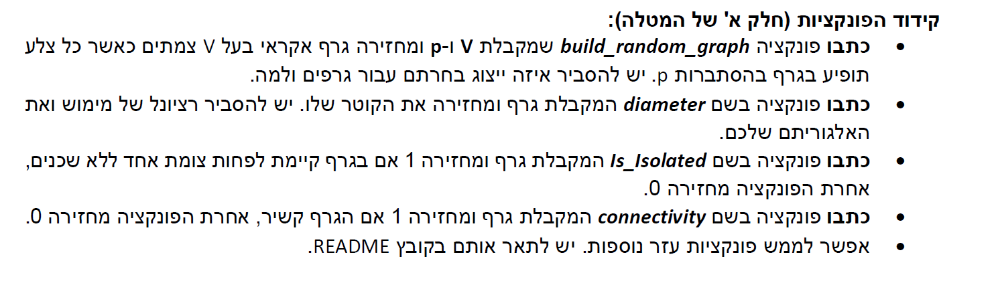 קידוד הפונקציות (חלק א' של המטלה):
• כתבו פונקציה build_random_graph שמקבלת V ו-p ומחזירה גרף אקראי בעל V צמתים כאשר כל צלע
תופיע בגרף בהסתברות p. יש להסביר איזה ייצוג בחרתם עבור גרפים ולמה.
• כתבו פונקציה בשם diameter המקבלת גרף ומחזירה את הקוטר שלו. יש להסביר רציונל של מימוש ואת
האלגוריתם שלכם.
• כתבו פונקציה בשם Is_Isolated המקבלת גרף ומחזירה 1 אם בגרף קיימת לפחות צומת אחד ללא שכנים,
אחרת הפונקציה מחזירה 0.
• כתבו פונקציה בשם connectivity המקבלת גרף ומחזירה 1 אם הגרף קשיר, אחרת הפונקציה מחזירה 0.
• אפשר לממש פונקציות עזר נוספות. יש לתאר אותם בקובץ README.